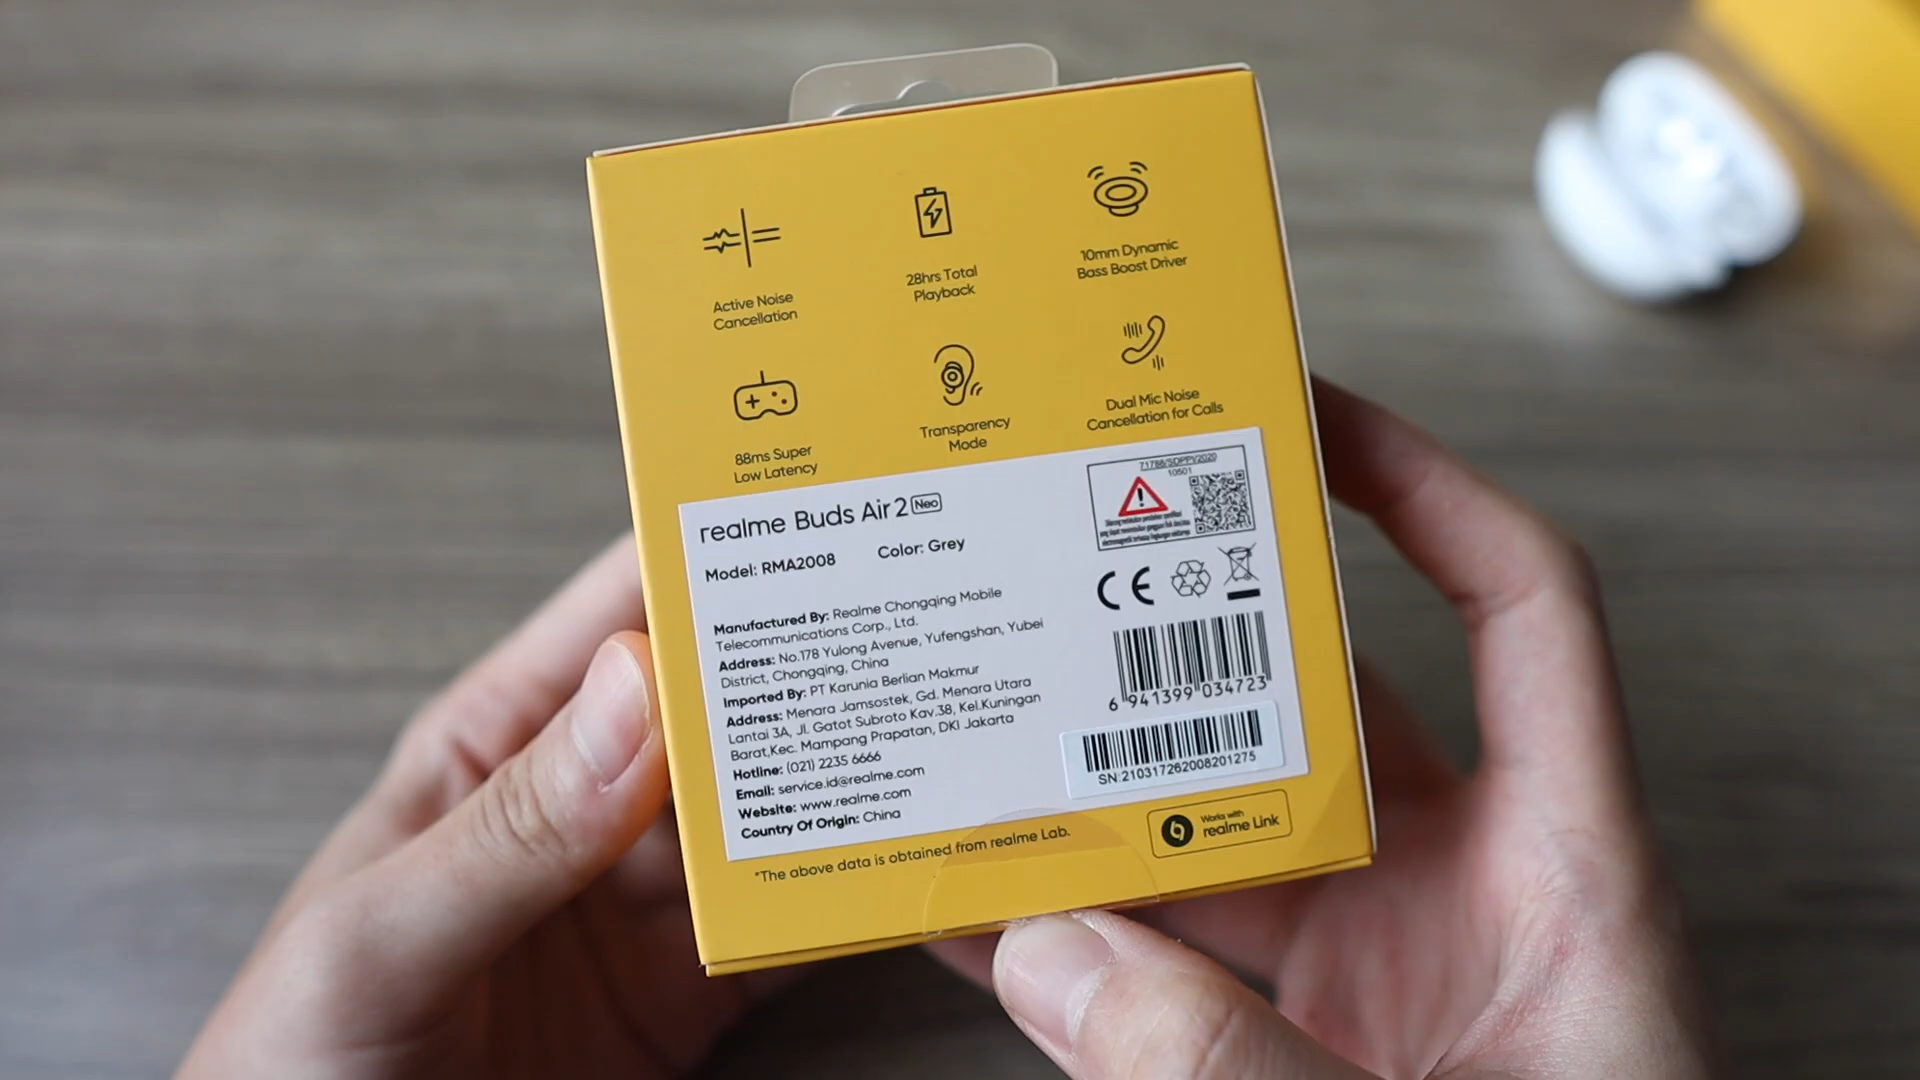 Active Noise
Cancellation
28hrs Total
Playback
10mm Dynamic
Bass Boost Driver
88ms Super
Low Latency
Transparency
Mode
Dual Mic Noise
Cancellation for Calls
realme Buds Air 2 Neo
Model: RMA2008
Color: Grey
Manufactured By: Realme Chongqing Mobile
Telecommunications Corp., Ltd.
Address: No.178 Yulong Avenue, Yufengshan, Yubei
District, Chongqing, China
Imported By: PT Karunia Berlian Makmur
Address: Menara Jamsostek, Gd. Menara Utara
Lantai 3A, Jl. Gatot Subroto Kav.38, Kel.Kuningan
Barat,Kec. Mampang Prapatan, DKI Jakarta
Hotline: (021) 2235 6666
Email: service.id@realme.com
Website: www.realme.com
Country Of Origin: China
71788/SDPPI/2020
10501
CE
6 941399 034723
SN:210317262008201275
*The above data is obtained from realme Lab.
Works with
realme Link